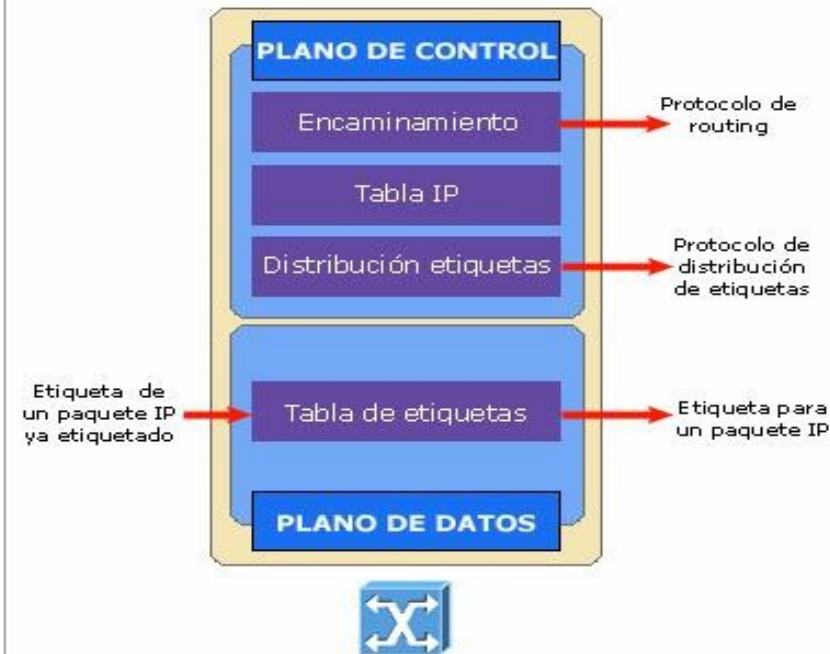 PLANO DE CONTROL
Encaminamiento
Protocolo de
routing
Tabla IP
Distribución etiquetas
Protocolo de
distribución
de etiquetas
Etiqueta de
un paquete IP
ya etiquetado
Tabla de etiquetas
Etiqueta para
un paquete IP
PLANO DE DATOS